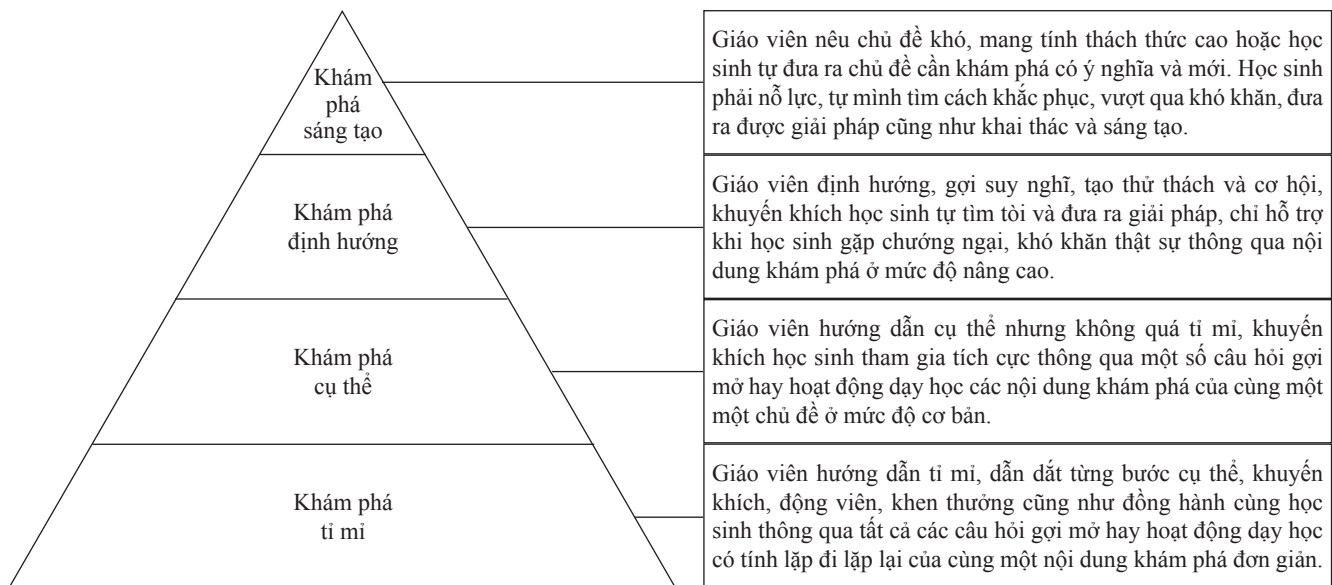 Khám
phá
sáng tạo
Giáo viên nêu chủ đề khó, mang tính thách thức cao hoặc học
sinh tự đưa ra chủ đề cần khám phá có ý nghĩa và mới. Học sinh
phải nỗ lực, tự mình tìm cách khắc phục, vượt qua khó khăn, đưa
ra được giải pháp cũng như khai thác và sáng tạo.
Khám phá
định hướng
Giáo viên định hướng, gợi suy nghĩ, tạo thử thách và cơ hội,
khuyến khích học sinh tự tìm tòi và đưa ra giải pháp, chỉ hỗ trợ
khi học sinh gặp chướng ngại, khó khăn thật sự thông qua nội
dung khám phá ở mức độ nâng cao.
Khám phá
cụ thể
Giáo viên hướng dẫn cụ thể nhưng không quá tỉ mỉ, khuyến
khích học sinh tham gia tích cực thông qua một số câu hỏi gợi
mở hay hoạt động dạy học các nội dung khám phá của cùng một
một chủ đề ở mức độ cơ bản.
Khám phá
tỉ mỉ
Giáo viên hướng dẫn tỉ mỉ, dẫn dắt từng bước cụ thể, khuyến
khích, động viên, khen thưởng cũng như đồng hành cùng học
sinh thông qua tất cả các câu hỏi gợi mở hay hoạt động dạy học
có tính lặp đi lặp lại của cùng một nội dung khám phá đơn giản.